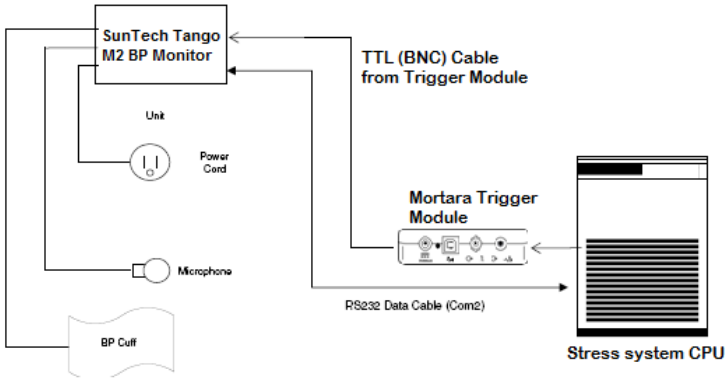 SunTech Tango
M2 BP Monitor
TTL (BNC) Cable
from Trigger Module
Unit
Power
Cord
Mortara Trigger
Module
Microphone
RS232 Data Cable (Com2)
BP Cuff
Stress system CPU